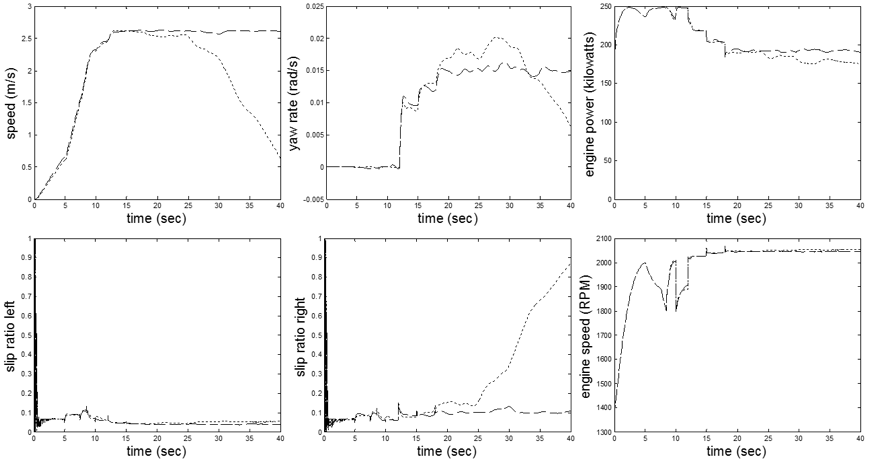 3
2.5
2
1.5
1
0.5
0
0 5 10 15 20 25 30 35 40
speed (m/s)
time (sec)
0.025
0.02
0.015
0.01
0.005
0
-0.005
0 5 10 15 20 25 30 35 40
yaw rate (rad/s)
time (sec)
250
200
150
100
50
0
0 5 10 15 20 25 30 35 40
engine power (kilowatts)
time (sec)
1
0.9
0.8
0.7
0.6
0.5
0.4
0.3
0.2
0.1
0
0 5 10 15 20 25 30 35 40
slip ratio left
time (sec)
1
0.9
0.8
0.7
0.6
0.5
0.4
0.3
0.2
0.1
0
0 5 10 15 20 25 30 35 40
slip ratio right
time (sec)
2100
2000
1900
1800
1700
1600
1500
1400
1300
0 5 10 15 20 25 30 35 40
engine speed (RPM)
time (sec)